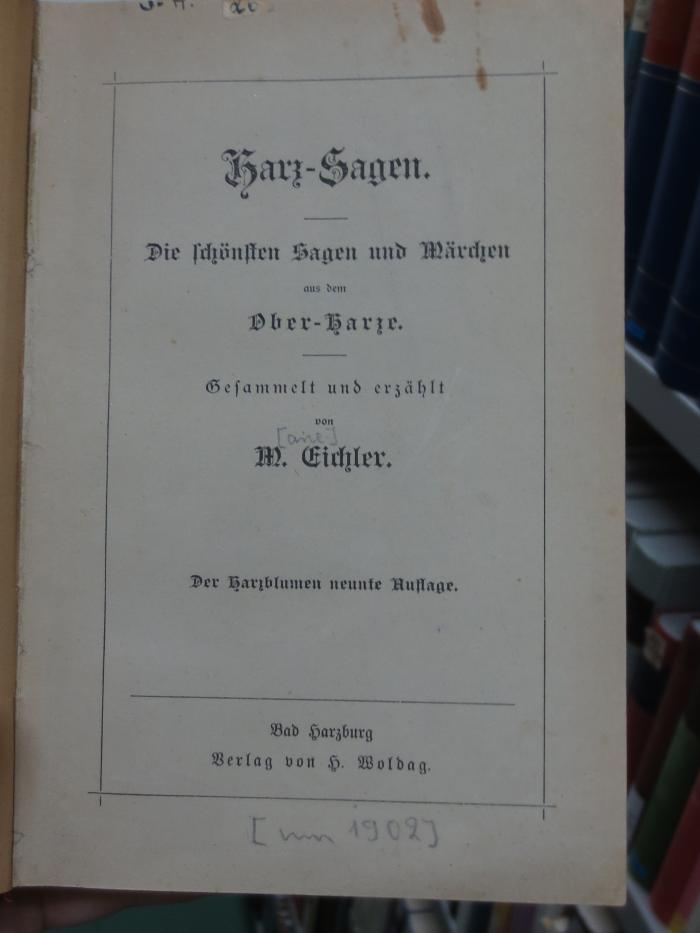 Harz-Sagen.
Die schönsten Sagen und Märchen
aus dem
Ober-Harze.
Gesammelt und erzählt
von
M. Eichler.
Der Harzblumen neunte Auflage.
Bad Harzburg
Verlag von H. Woldag.
[um 1902]